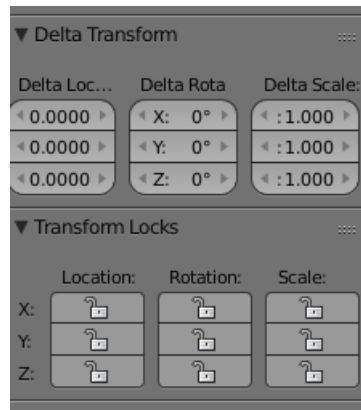 Delta Transform
Delta Loc... Delta Rota Delta Scale:
0.0000 X: 0° :1.000
0.0000 Y: 0° :1.000
0.0000 Z: 0° :1.000
Transform Locks
Location: Rotation: Scale:
X:
Y:
Z: